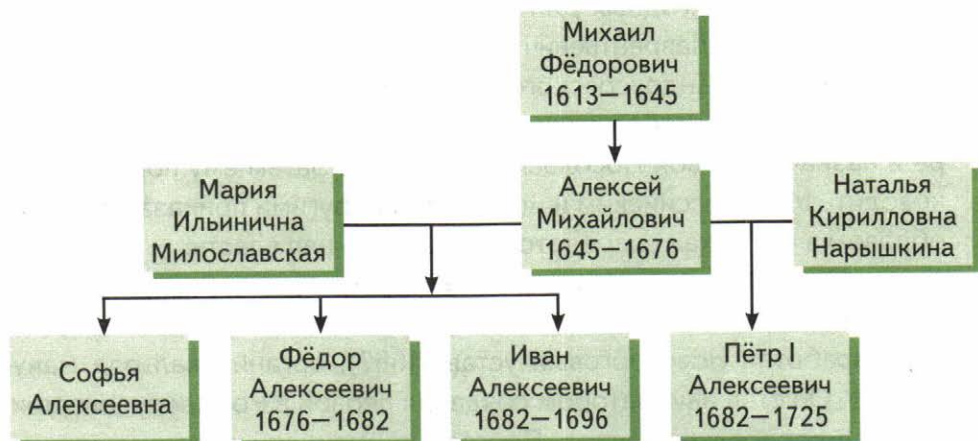 Михаил
Фёдорович
1613—1645
Мария
Ильинична
Милославская
Алексей
Михайлович
1645—1676
Наталья
Кирилловна
Нарышкина
Софья
Алексеевна
Фёдор
Алексеевич
1676—1682
Иван
Алексеевич
1682—1696
Пётр I
Алексеевич
1682—1725